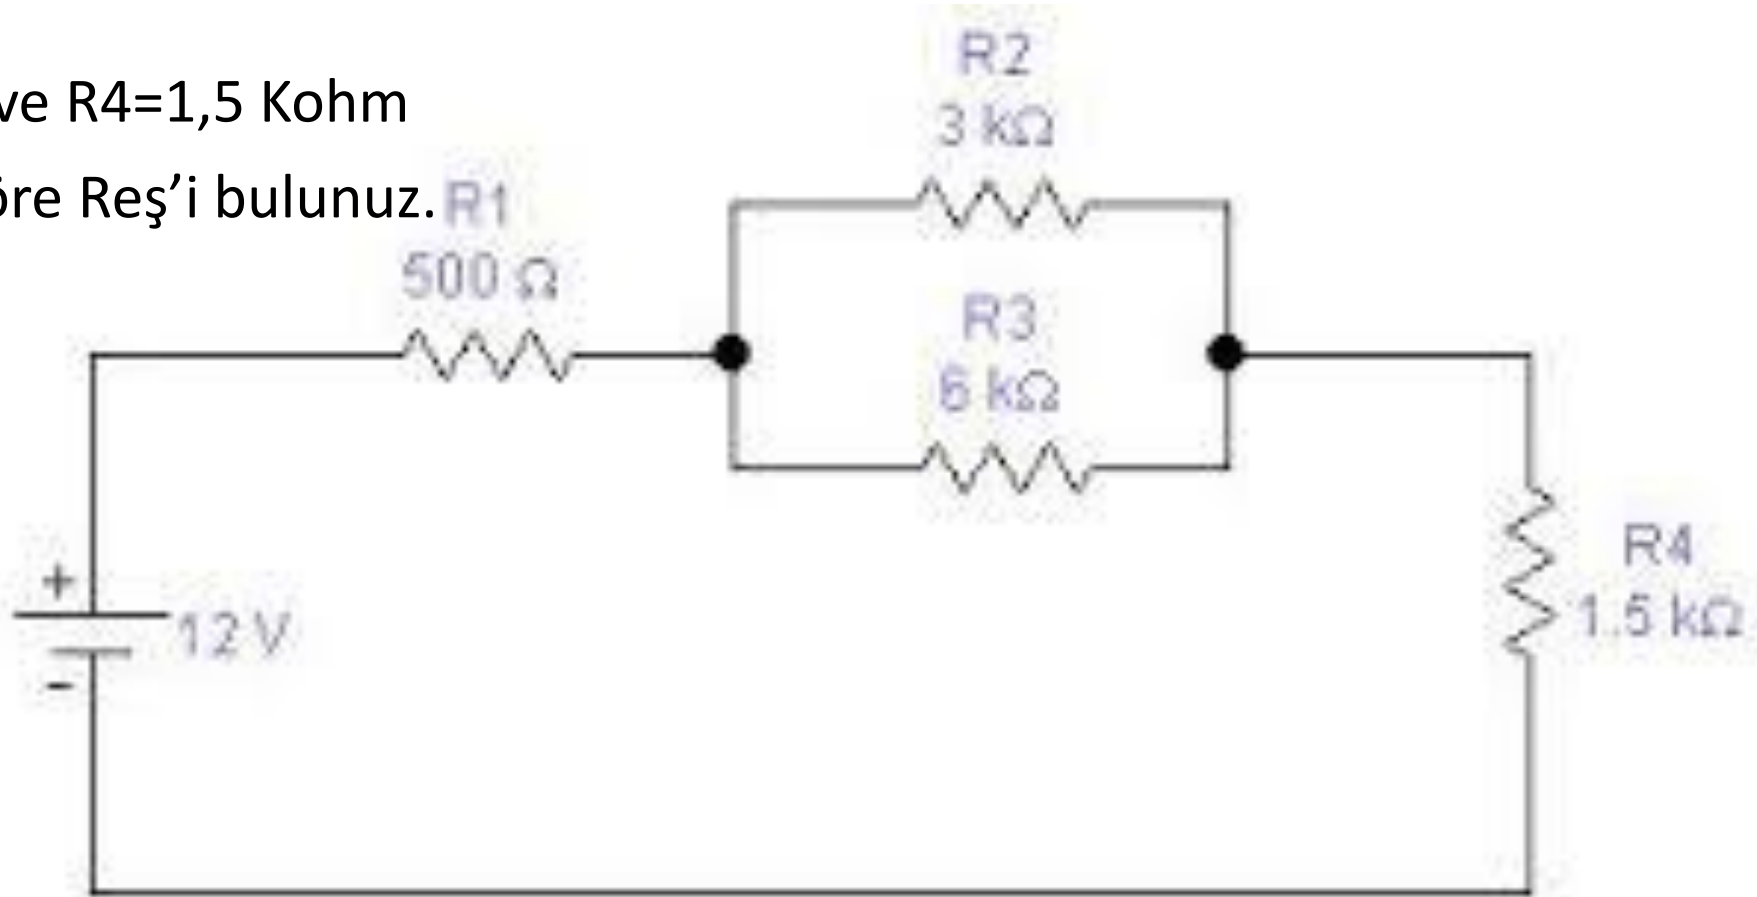 ve R4=1,5 Kohm
öre Reş’i bulunuz.
R1
500 Ω
R2
3 kΩ
R3
6 kΩ
R4
1.5 kΩ
+
12 V
-